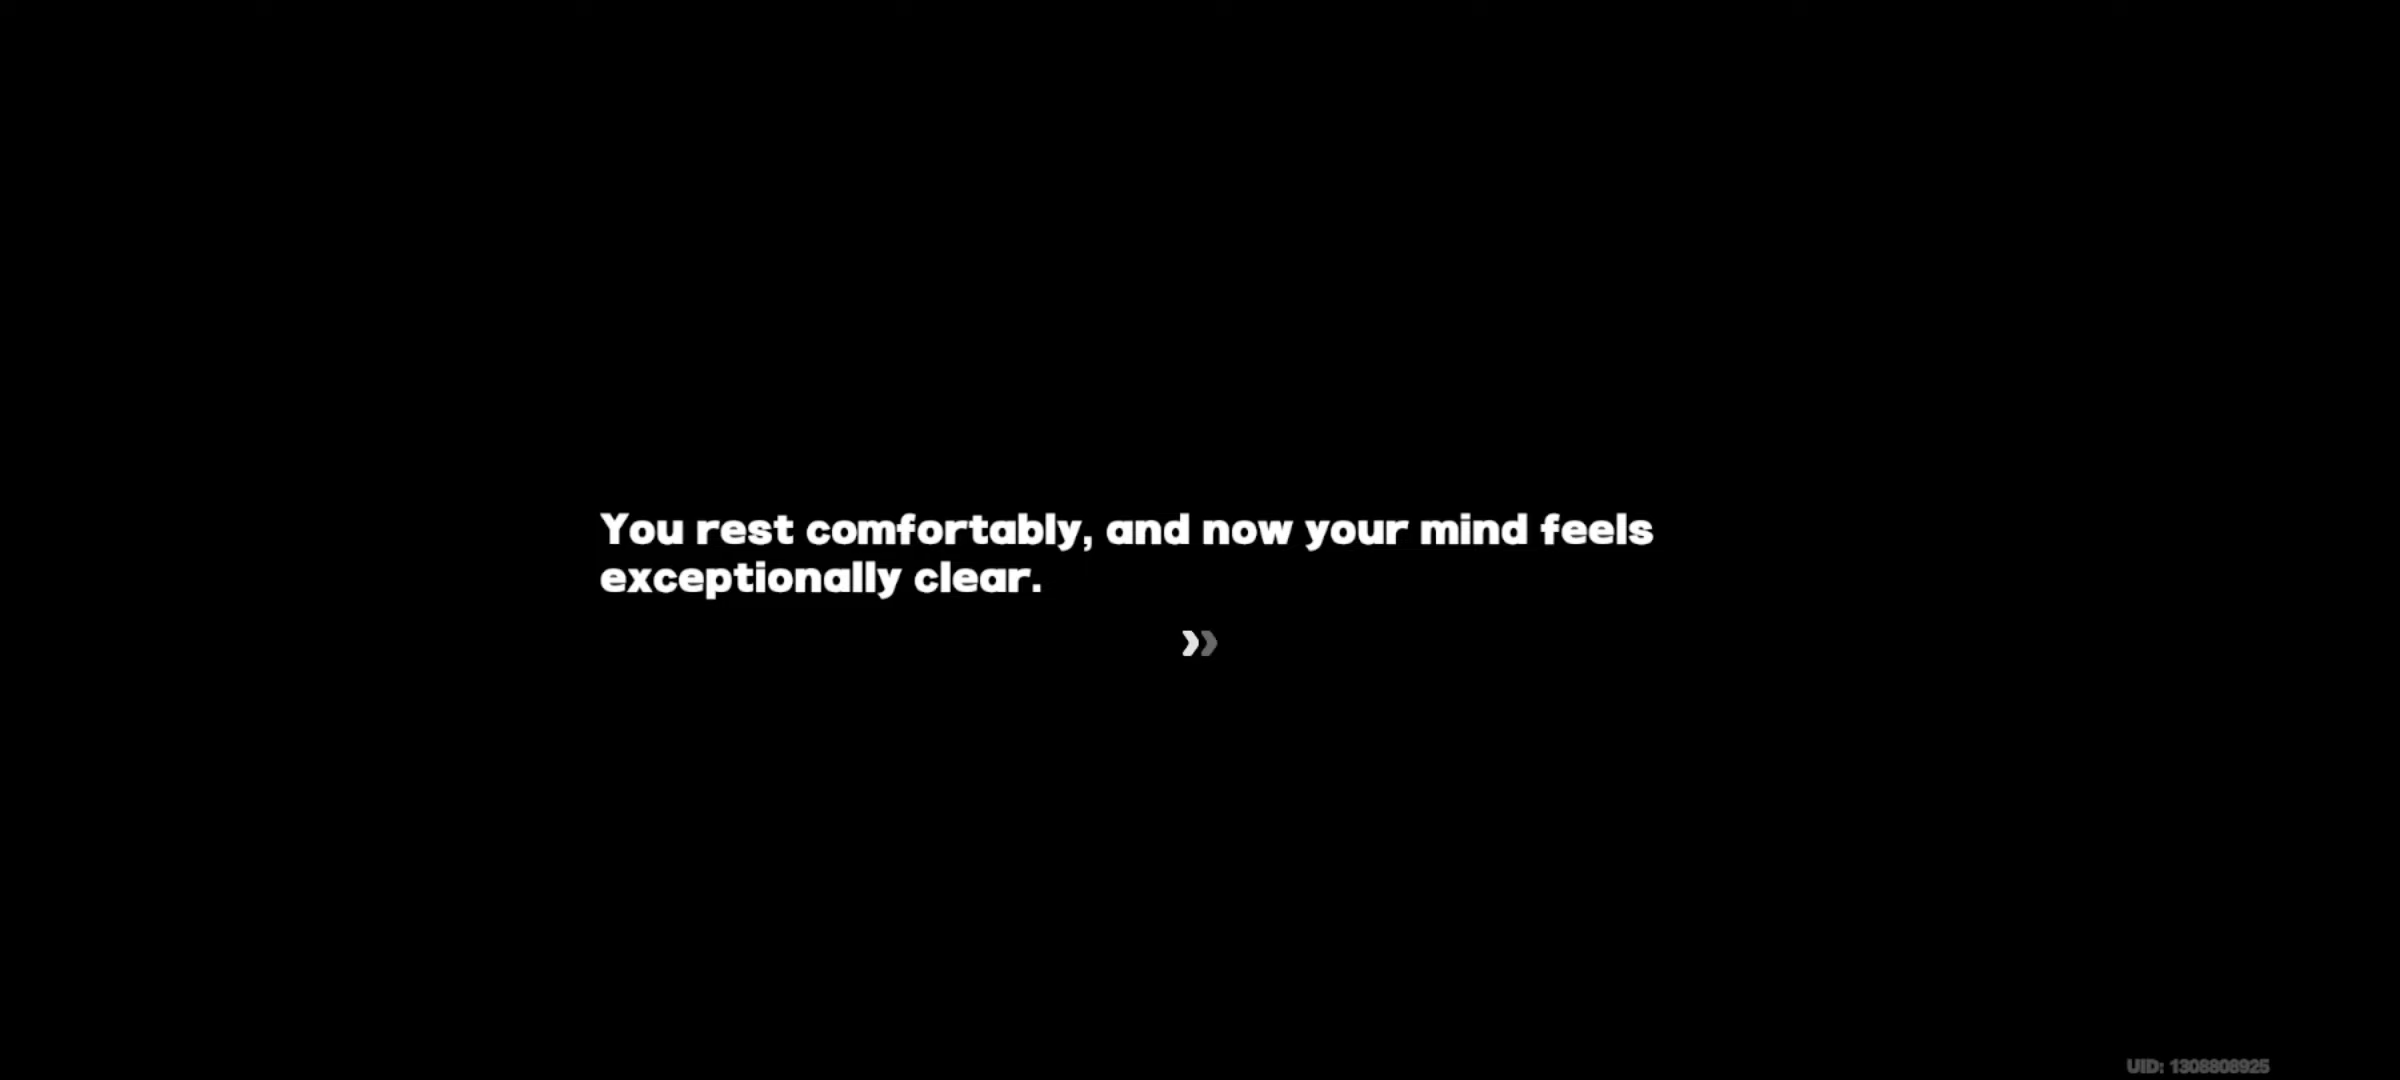 You rest comfortably, and now your mind feels
exceptionally clear.
UID: 1308808925